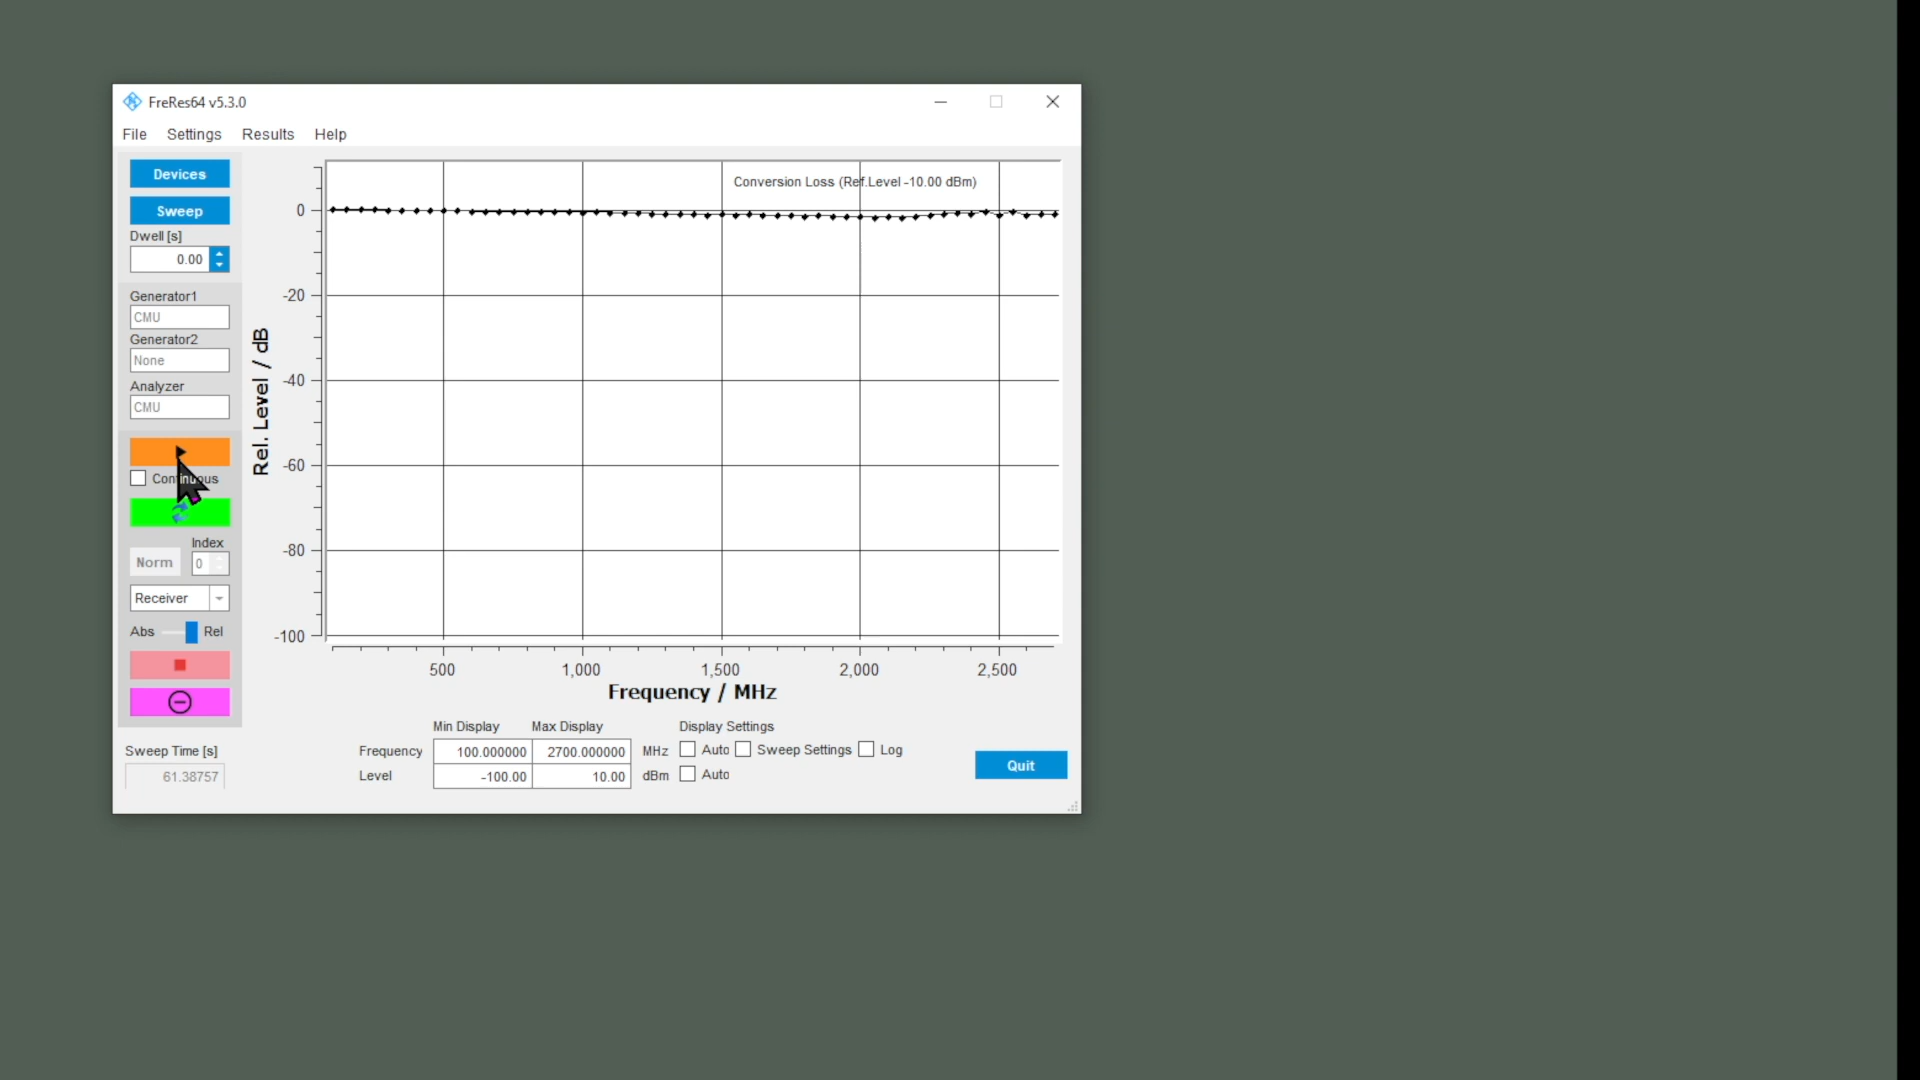 FreRes64 v5.3.0
File Settings Results Help
Devices
Sweep
Dwell [s]
0.00
Generator1
CMU
Generator2
None
Analyzer
CMU
Continuous
Index
Norm 0
Receiver
Abs Rel
Sweep Time [s]
61.38757
Conversion Loss (Ref.Level -10.00 dBm)
Rel. Level / dB
0
-20
-40
-60
-80
-100
500 1,000 1,500 2,000 2,500
Frequency / MHz
Min Display Max Display Display Settings
Frequency 100.000000 2700.000000 MHz Auto Sweep Settings Log
Level -100.00 10.00 dBm Auto
Quit